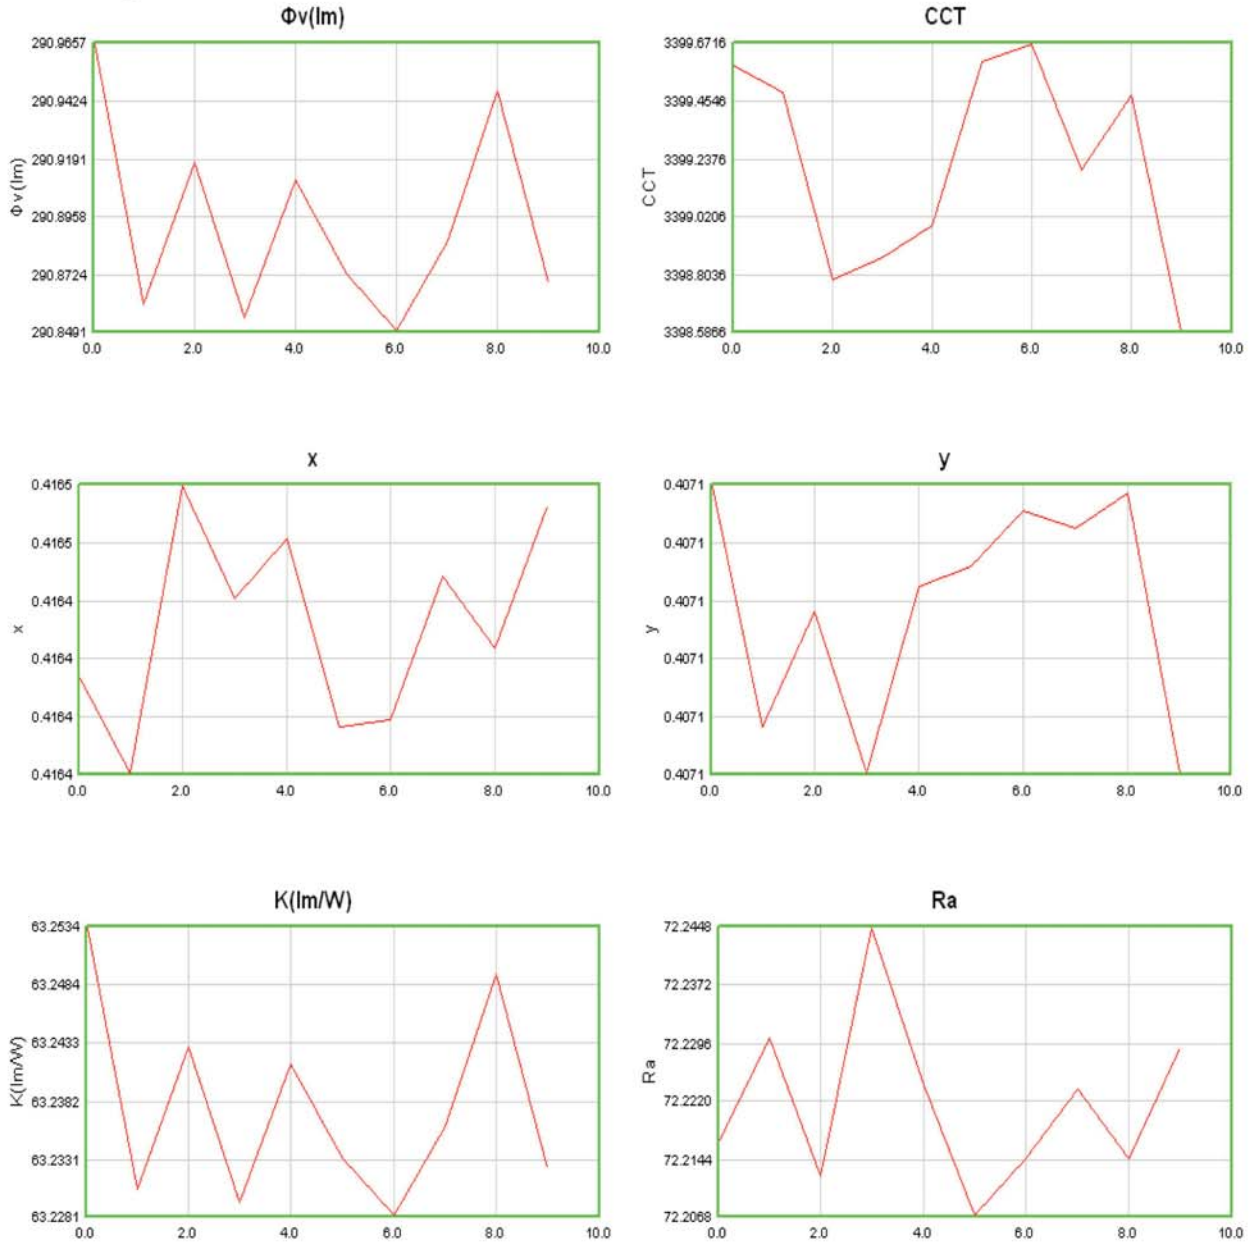 Φv(lm)
290.9657
290.9424
290.9191
290.8958
290.8724
290.8491
Φv(lm)
0.0 2.0 4.0 6.0 8.0 10.0
CCT
3399.6716
3399.4546
3399.2376
3399.0206
3398.8036
3398.5866
CCT
0.0 2.0 4.0 6.0 8.0 10.0
x
0.4165
0.4165
0.4164
0.4164
0.4164
0.4164
x
0.0 2.0 4.0 6.0 8.0 10.0
y
0.4071
0.4071
0.4071
0.4071
0.4071
0.4071
y
0.0 2.0 4.0 6.0 8.0 10.0
K(lm/W)
63.2534
63.2484
63.2433
63.2382
63.2331
63.2281
K(lm/W)
0.0 2.0 4.0 6.0 8.0 10.0
Ra
72.2448
72.2372
72.2296
72.2220
72.2144
72.2068
Ra
0.0 2.0 4.0 6.0 8.0 10.0